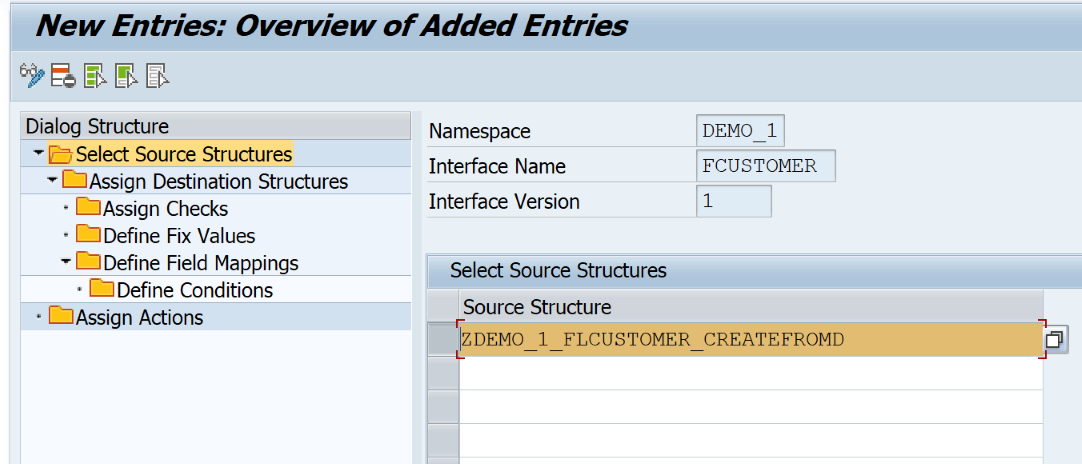 New Entries: Overview of Added Entries
Dialog Structure
Select Source Structures
Assign Destination Structures
Assign Checks
Define Fix Values
Define Field Mappings
Define Conditions
Assign Actions
Namespace DEMO_1
Interface Name FCUSTOMER
Interface Version 1
Select Source Structures
Source Structure
ZDEMO_1_FLCUSTOMER_CREATEFROMD